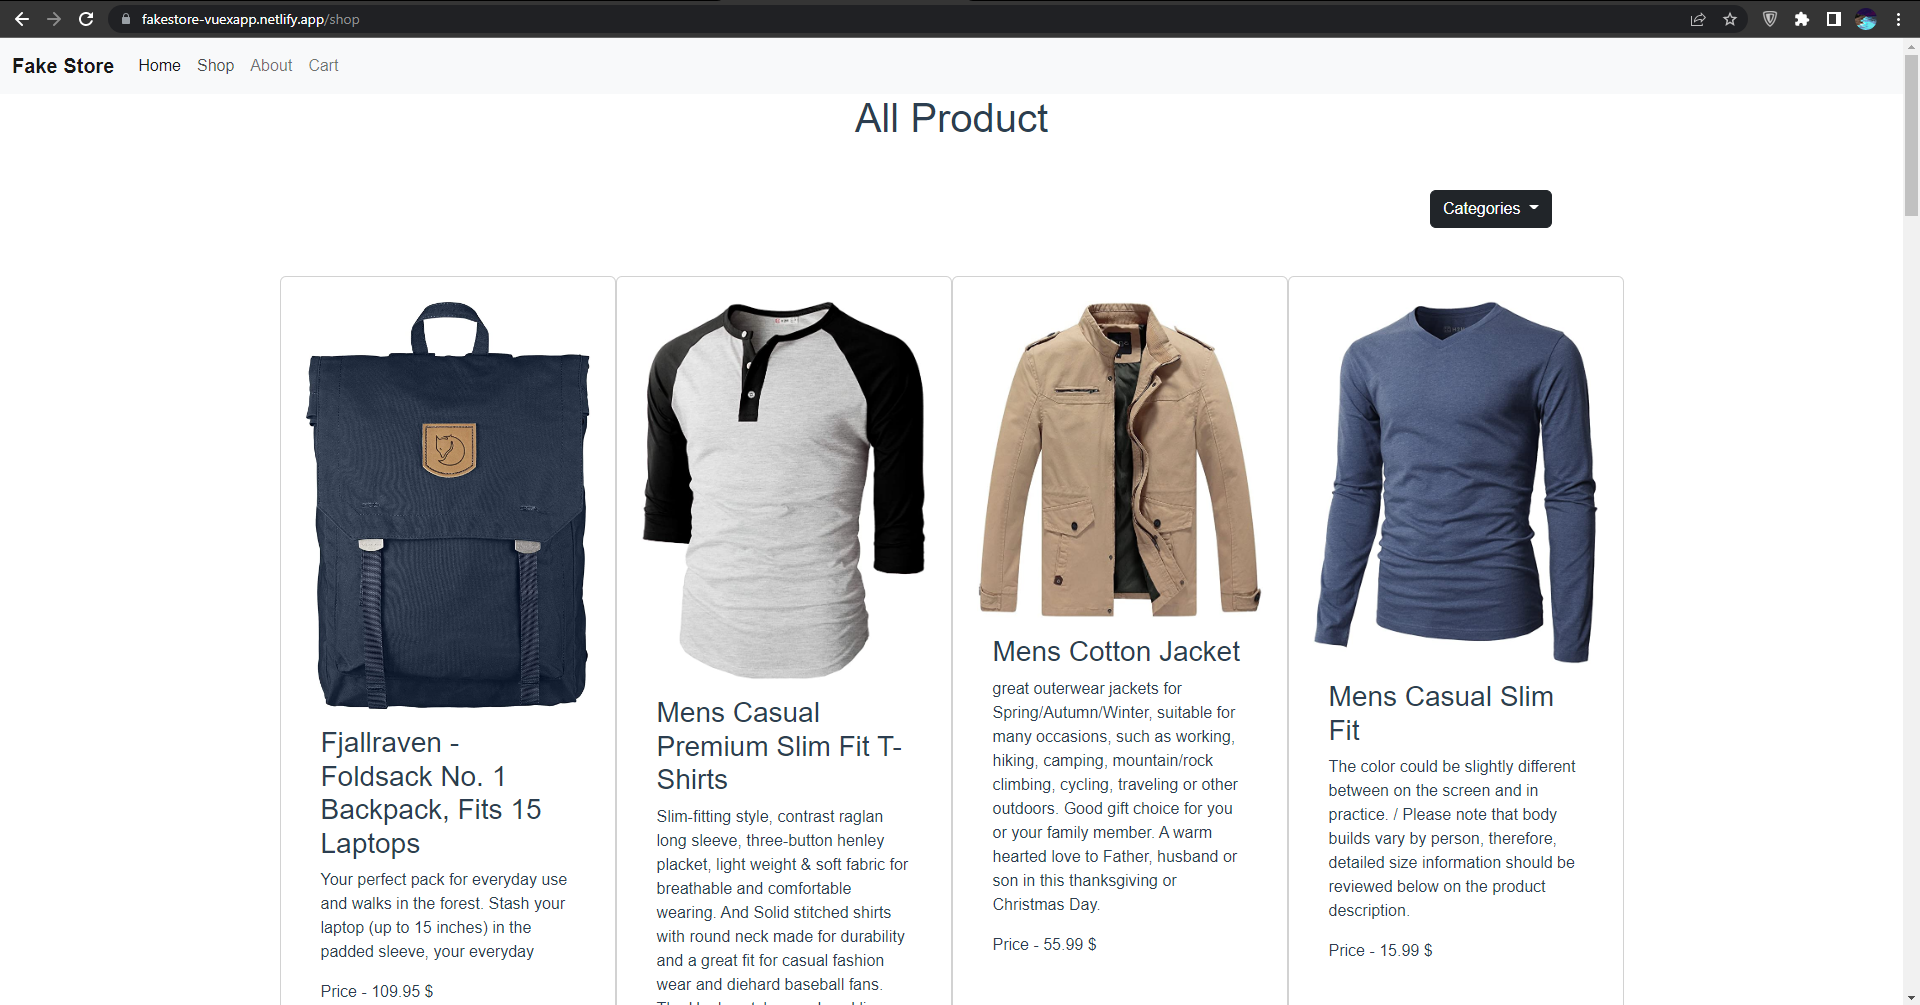 fakestore-vuexapp.netlify.app/shop
Fake Store Home Shop About Cart
All Product
Categories
Fjallraven -
Foldsack No. 1
Backpack, Fits 15
Laptops
Your perfect pack for everyday use
and walks in the forest. Stash your
laptop (up to 15 inches) in the
padded sleeve, your everyday
Price - 109.95 $
Mens Casual
Premium Slim Fit T-
Shirts
Slim-fitting style, contrast raglan
long sleeve, three-button henley
placket, light weight & soft fabric for
breathable and comfortable
wearing. And Solid stitched shirts
with round neck made for durability
and a great fit for casual fashion
wear and diehard baseball fans.
Mens Cotton Jacket
great outerwear jackets for
Spring/Autumn/Winter, suitable for
many occasions, such as working,
hiking, camping, mountain/rock
climbing, cycling, traveling or other
outdoors. Good gift choice for you
or your family member. A warm
hearted love to Father, husband or
son in this thanksgiving or
Christmas Day.
Price - 55.99 $
Mens Casual Slim
Fit
The color could be slightly different
between on the screen and in
practice. / Please note that body
builds vary by person, therefore,
detailed size information should be
reviewed below on the product
description.
Price - 15.99 $